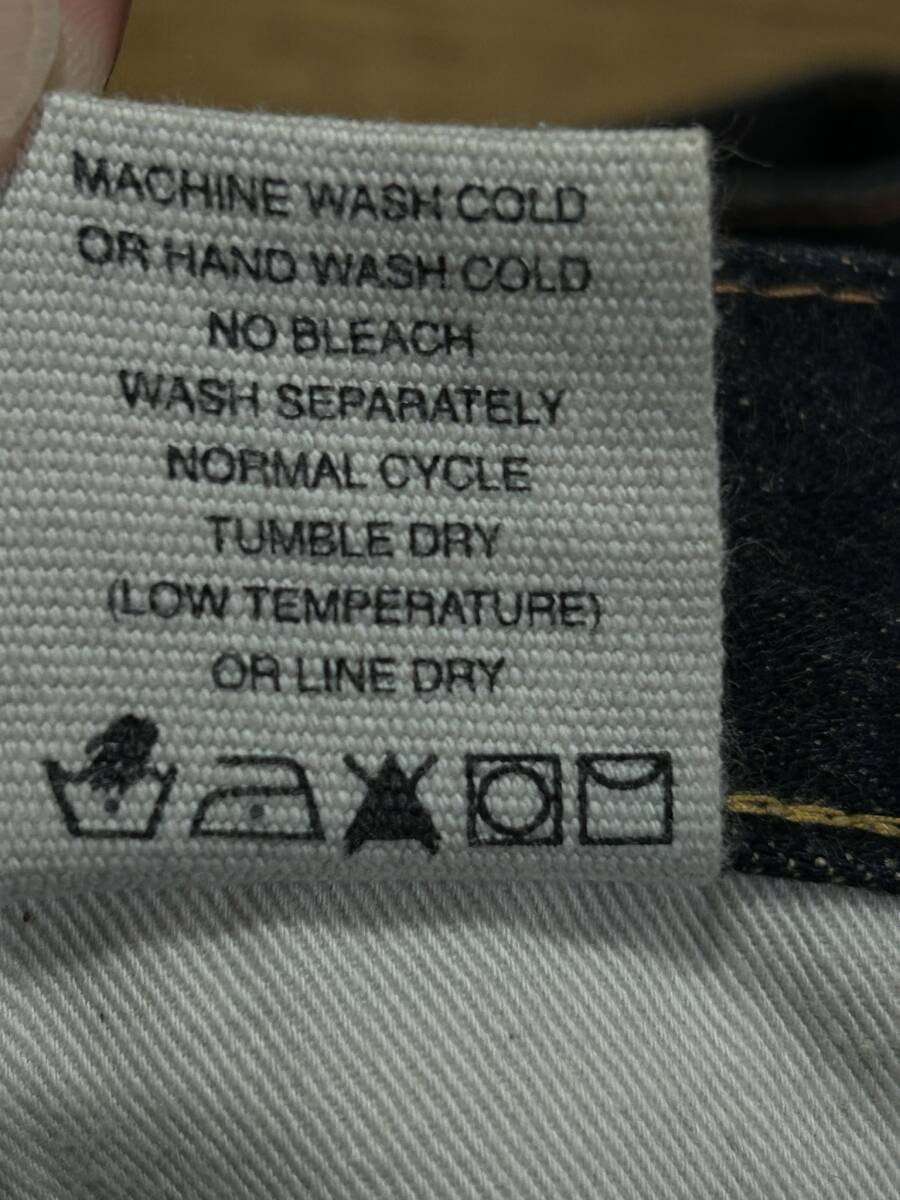 MACHINE WASH COLD
OR HAND WASH COLD
NO BLEACH
WASH SEPARATELY
NORMAL CYCLE
TUMBLE DRY
(LOW TEMPERATURE)
OR LINE DRY